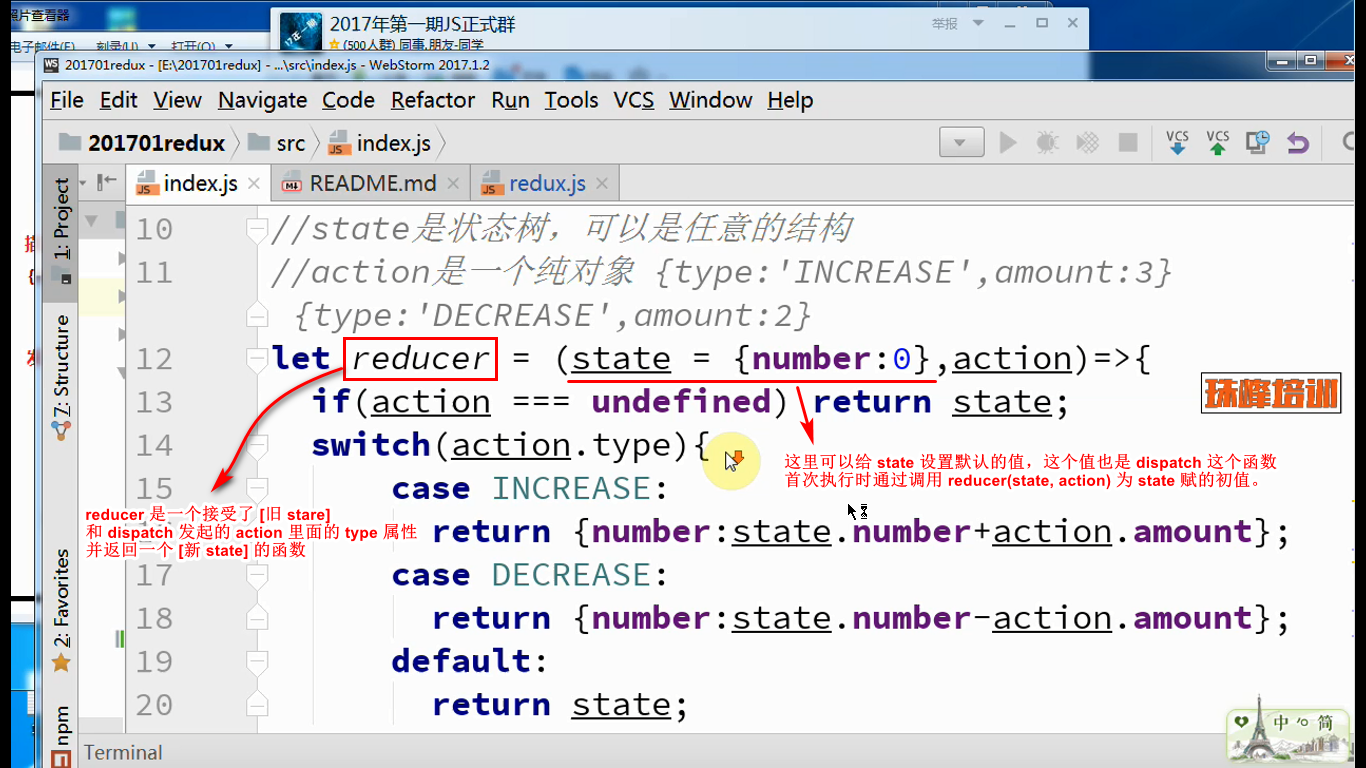 照片查看器
2017年第一期JS正式群
举报
电子邮件(E) 刻录(U) 打开(O)
(500人群) 同事.朋友-同学
201701redux - [E:\201701redux] - ...\src\index.js - WebStorm 2017.1.2
File Edit View Navigate Code Refactor Run Tools VCS Window Help
201701redux src index.js
VCS VCS
index.js README.md redux.js
1: Project
7: Structure
2: Favorites
npm
10 //state是状态树，可以是任意的结构
11 //action是一个纯对象 {type:'INCREASE',amount:3}
{type:'DECREASE',amount:2}
12 let reducer = (state = {number:0},action)=>{
13 if(action === undefined) return state;
14 switch(action.type){
15 case INCREASE:
return {number:state.number+action.amount};
17 case DECREASE:
18 return {number:state.number-action.amount};
19 default:
20 return state;
珠峰培训
这里可以给 state 设置默认的值，这个值也是 dispatch 这个函数
首次执行时通过调用 reducer(state, action) 为 state 赋的初值。
reducer 是一个接受了 [旧 stare]
和 dispatch 发起的 action 里面的 type 属性
并返回一个 [新 state] 的函数
Terminal
中 简